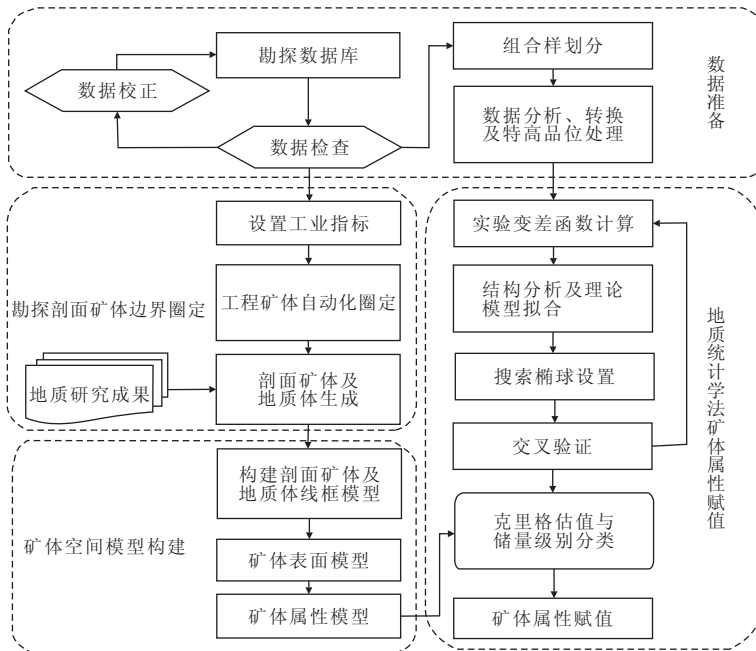 勘探数据库
数据校正
数据检查
组合样划分
数据分析、转换
及特高品位处理
数据准备
设置工业指标
工程矿体自动化圈定
勘探剖面矿体边界圈定
地质研究成果
剖面矿体及
地质体生成
构建剖面矿体及
地质体线框模型
矿体空间模型构建
矿体表面模型
矿体属性模型
实验变差函数计算
结构分析及理论
模型拟合
搜索椭球设置
交叉验证
克里格估值与
储量级别分类
矿体属性赋值
地质统计学法矿体属性赋值